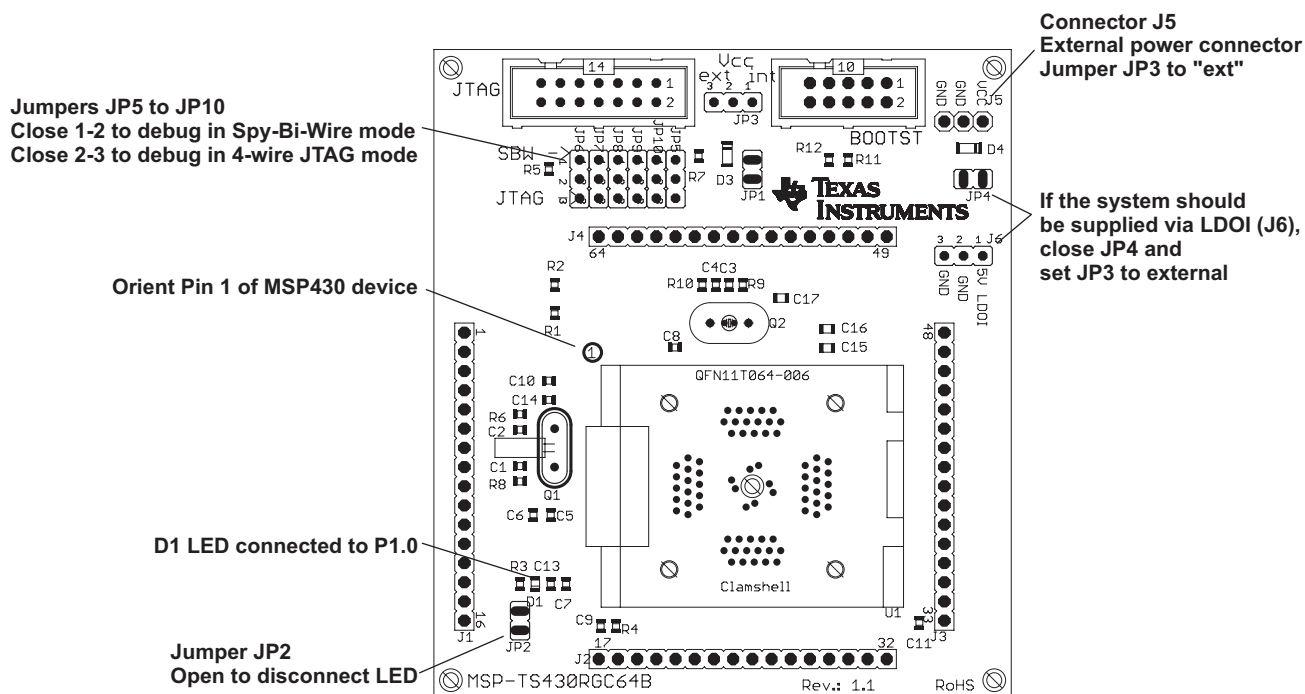 Connector J5
External power connector
Jumper JP3 to "ext"
Jumpers JP5 to JP10
Close 1-2 to debug in Spy-Bi-Wire mode
Close 2-3 to debug in 4-wire JTAG mode
If the system should
be supplied via LDOI (J6),
close JP4 and
set JP3 to external
Orient Pin 1 of MSP430 device
D1 LED connected to P1.0
Jumper JP2
Open to disconnect LED
JTAG
14
1
2
Vcc
ext int
3 2 1
JP3
10
1
2
BOOTST
GND
GND
VCC
J5
D4
JP4
SBW ->
JTAG ->
1
2
3
JP6
JP7
JP8
JP9
JP10
JP5
R5
R7
D3
JP1
R12
R11
TEXAS
INSTRUMENTS
J4
64
49
3 2 1
J6
GND
GND
5V LDOI
R2
R1
1
C4 C3
R10
R9
C17
Q2
C8
C16
C15
1
16
J1
48
33
J3
C10
C14
R6
C2
C1
R8
Q1
C6
C5
QFN11T064-006
Clamshell
U1
R3 C13
D1
C7
JP2
C9
R4
C11
J2
17
32
MSP-TS430RGC64B
Rev.: 1.1
RoHS